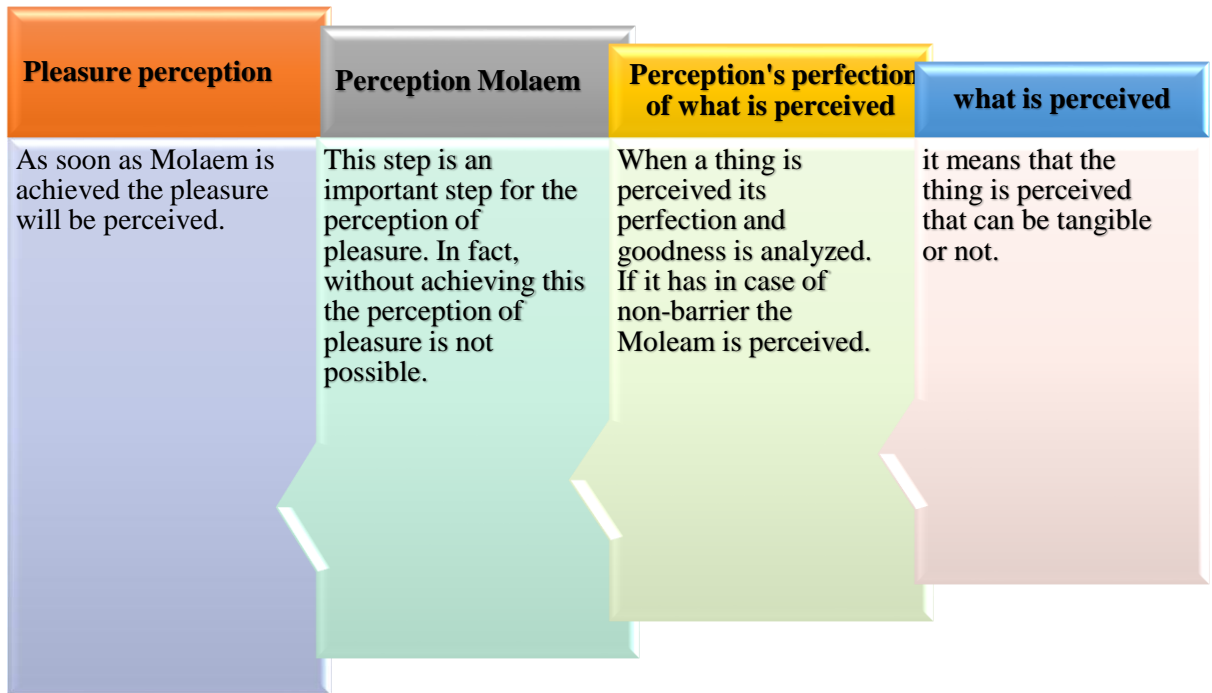 Pleasure perception
As soon as Molaem is
achieved the pleasure
will be perceived.
Perception Molaem
This step is an
important step for the
perception of
pleasure. In fact,
without achieving this
the perception of
pleasure is not
possible.
Perception's perfection
of what is perceived
When a thing is
perceived its
perfection and
goodness is analyzed.
If it has in case of
non-barrier the
Moleam is perceived.
what is perceived
it means that the
thing is perceived
that can be tangible
or not.